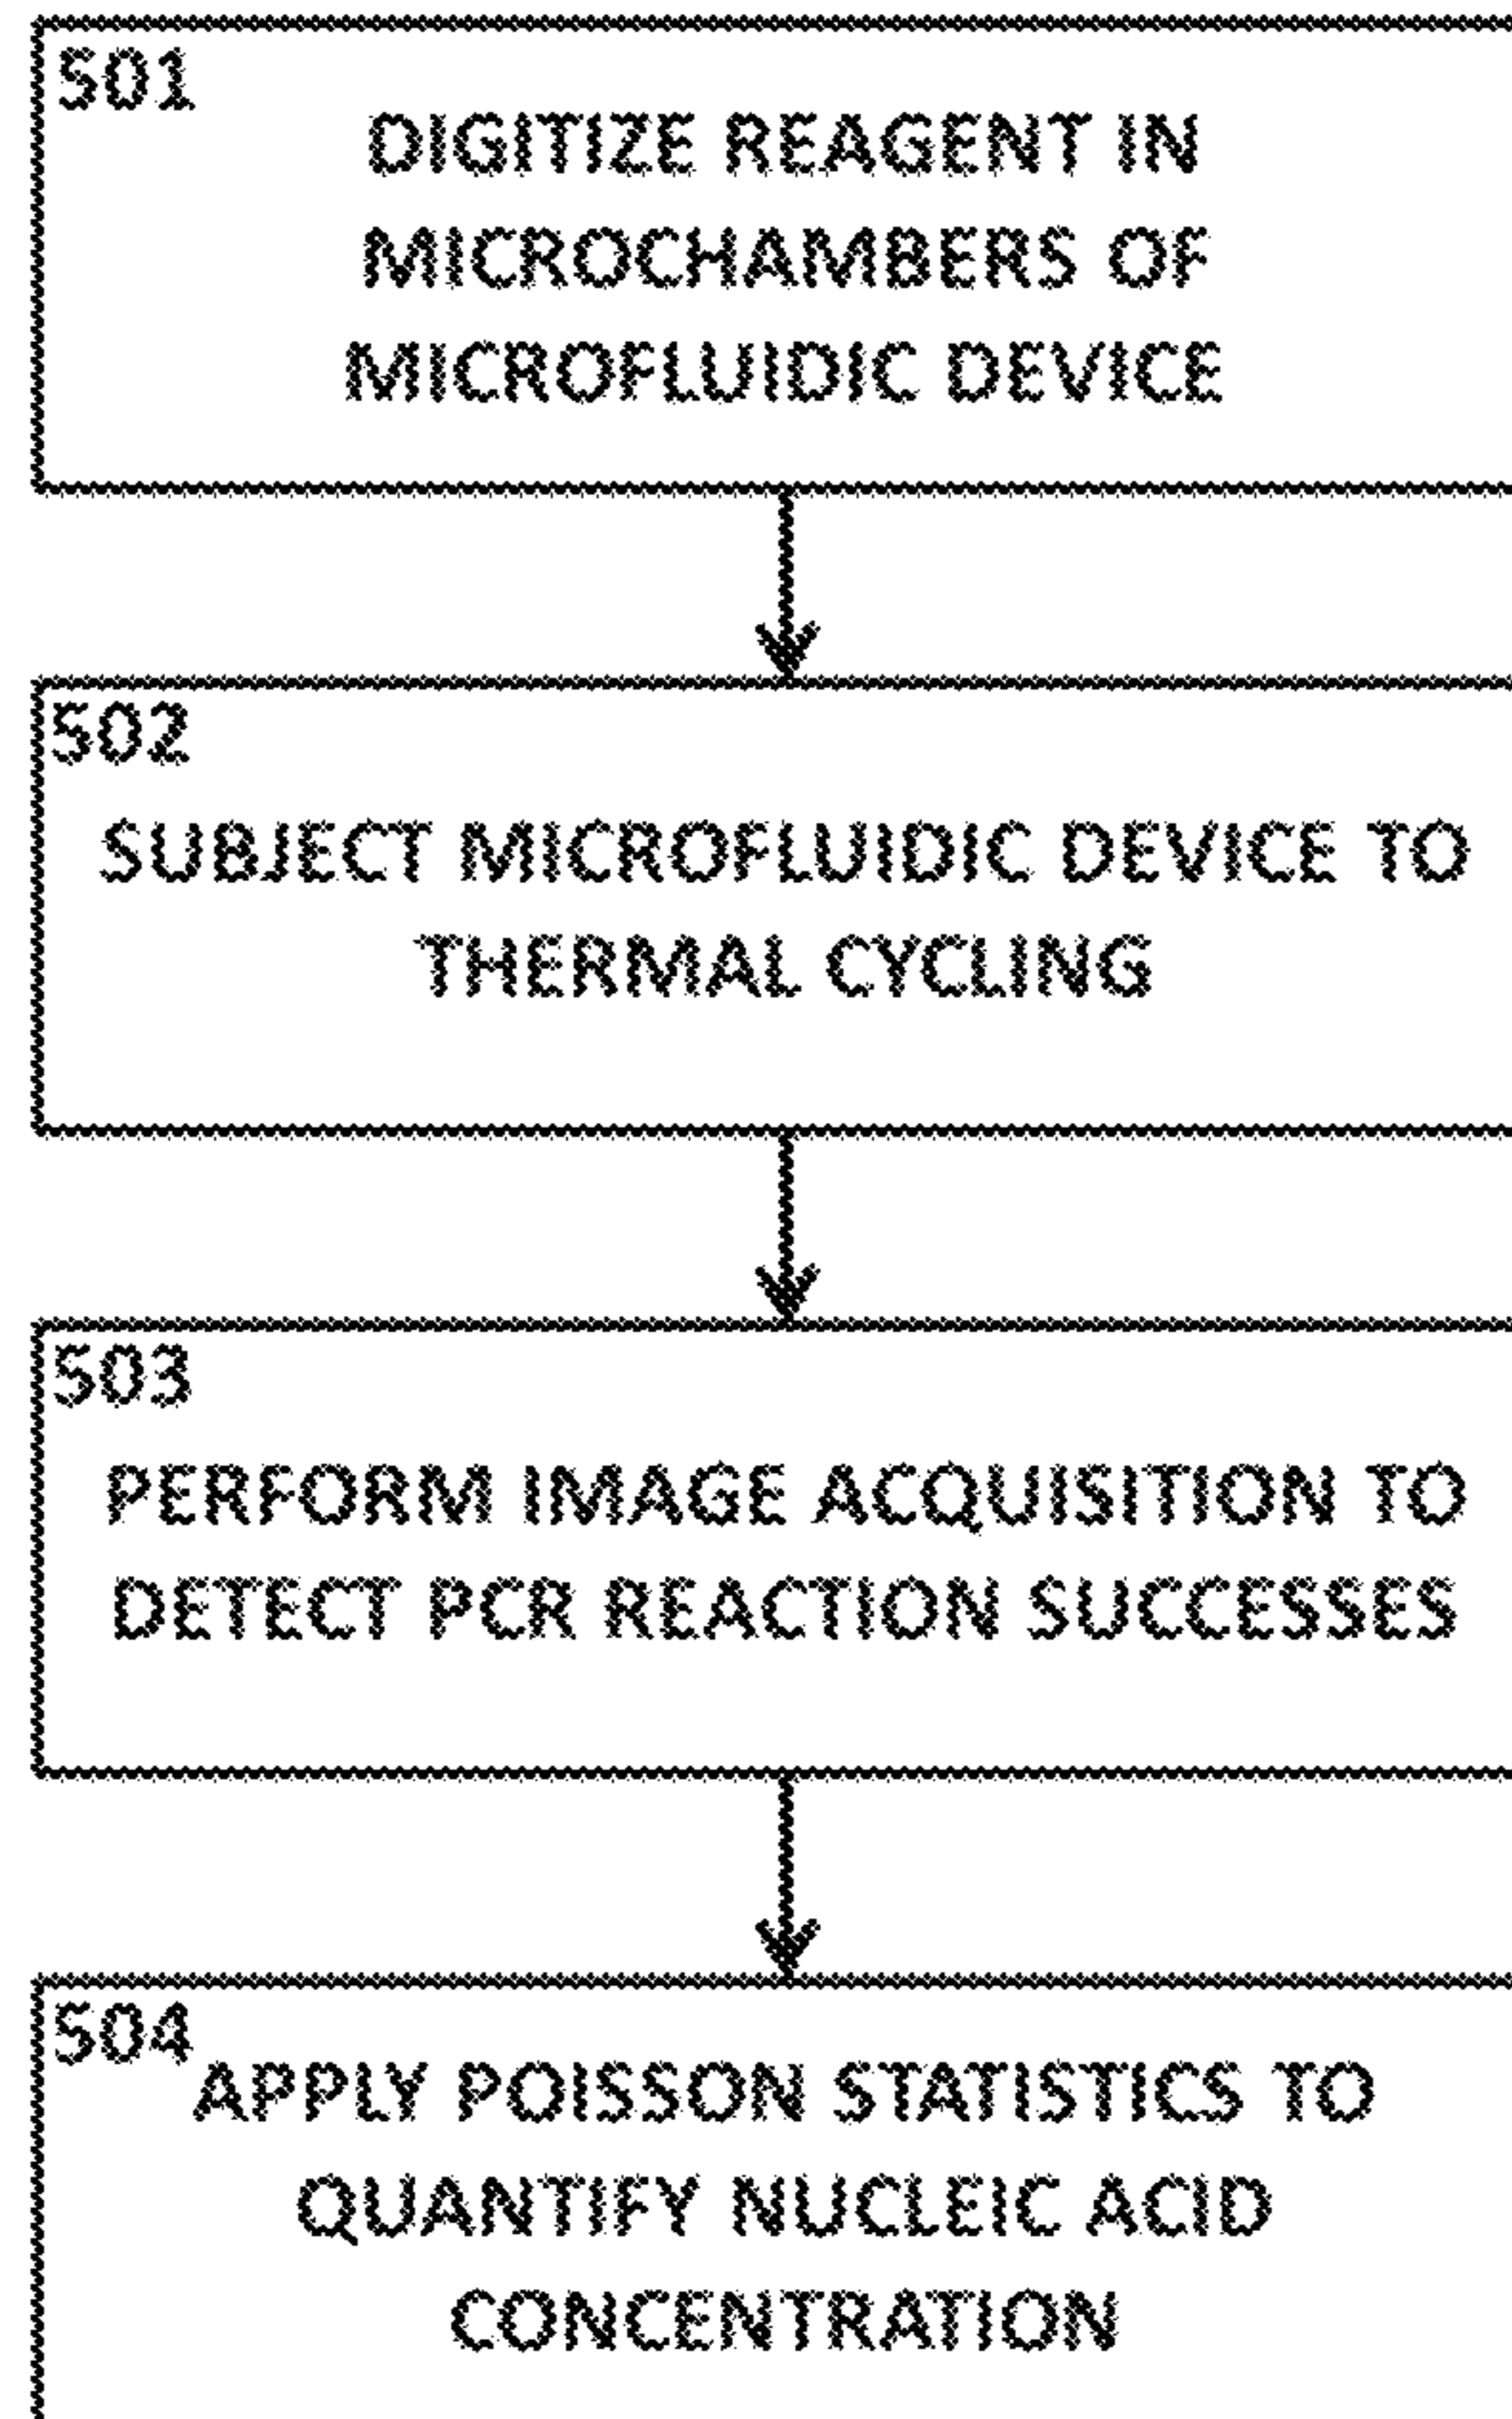 501
DIGITIZE REAGENT IN
MICROCHAMBERS OF
MICROFLUIDIC DEVICE
502
SUBJECT MICROFLUIDIC DEVICE TO
THERMAL CYCLING
503
PERFORM IMAGE ACQUISITION TO
DETECT PCR REACTION SUCCESSES
504
APPLY POISSON STATISTICS TO
QUANTIFY NUCLEIC ACID
CONCENTRATION